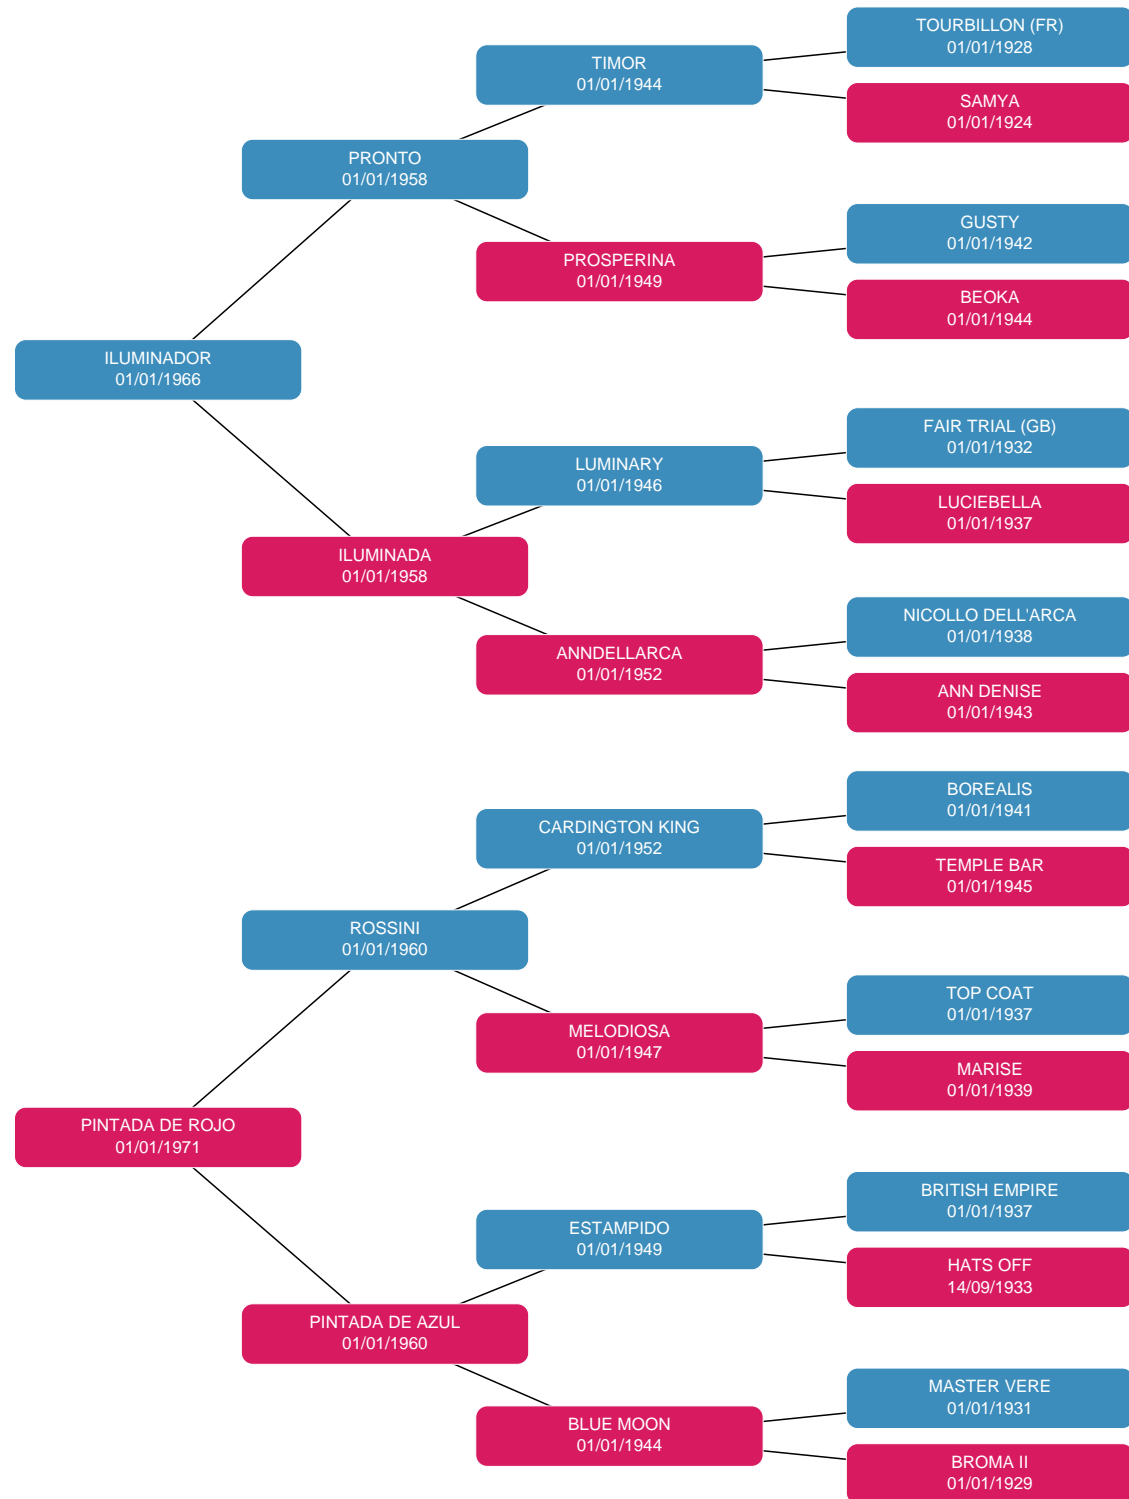 TOURBILLON (FR)
01/01/1928
TIMOR
01/01/1944
SAMYA
01/01/1924
PRONTO
01/01/1958
GUSTY
01/01/1942
PROSPERINA
01/01/1949
BEOKA
01/01/1944
ILUMINADOR
01/01/1966
FAIR TRIAL (GB)
01/01/1932
LUMINARY
01/01/1946
LUCIEBELLA
01/01/1937
ILUMINADA
01/01/1958
NICOLLO DELL'ARCA
01/01/1938
ANNDELLARCA
01/01/1952
ANN DENISE
01/01/1943
BOREALIS
01/01/1941
CARDINGTON KING
01/01/1952
TEMPLE BAR
01/01/1945
ROSSINI
01/01/1960
TOP COAT
01/01/1937
MELODIOSA
01/01/1947
MARISE
01/01/1939
PINTADA DE ROJO
01/01/1971
BRITISH EMPIRE
01/01/1937
ESTAMPIDO
01/01/1949
HATS OFF
14/09/1933
PINTADA DE AZUL
01/01/1960
MASTER VERE
01/01/1931
BLUE MOON
01/01/1944
BROMA II
01/01/1929